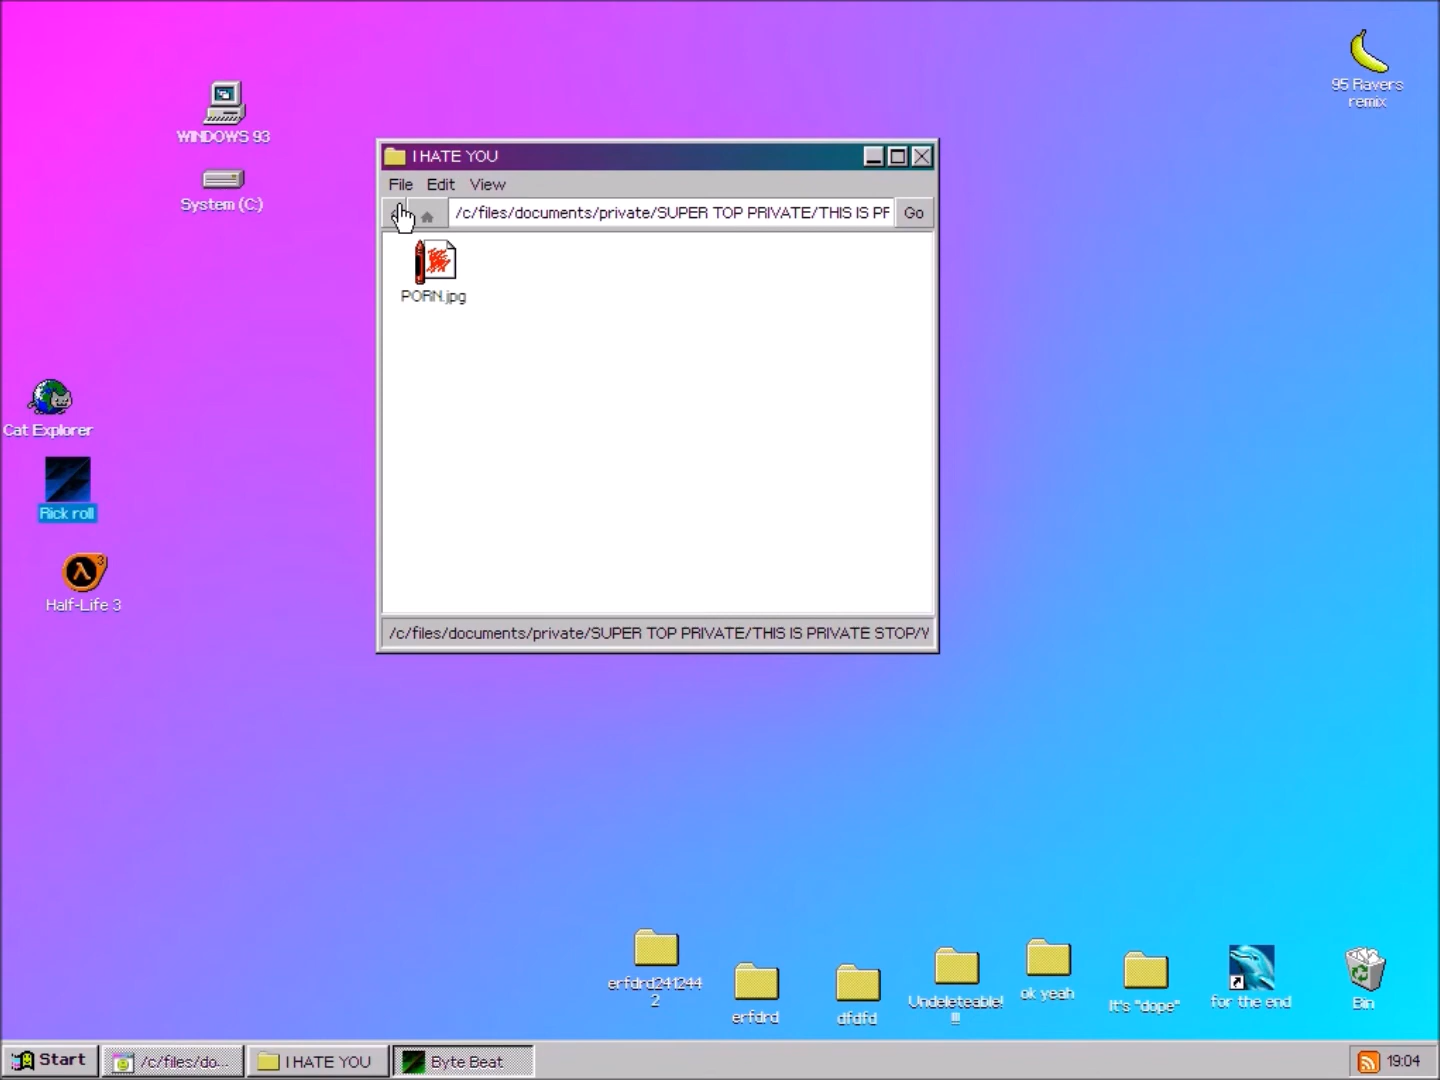 95 Ravers
remix
WINDOWS 93
System (C:)
I HATE YOU
File Edit View
/c/files/documents/private/SUPER TOP PRIVATE/THIS IS PR
Go
PORN.jpg
Cat Explorer
Rick roll
3
Half-Life 3
/c/files/documents/private/SUPER TOP PRIVATE/THIS IS PRIVATE STOP/Y
erfdrd241244
2
erfdrd
dfdfd
Undeleteable!
!!!
ok yeah
It's "dope"
for the end
Bin
Start
/c/files/do...
I HATE YOU
Byte Beat
19:04